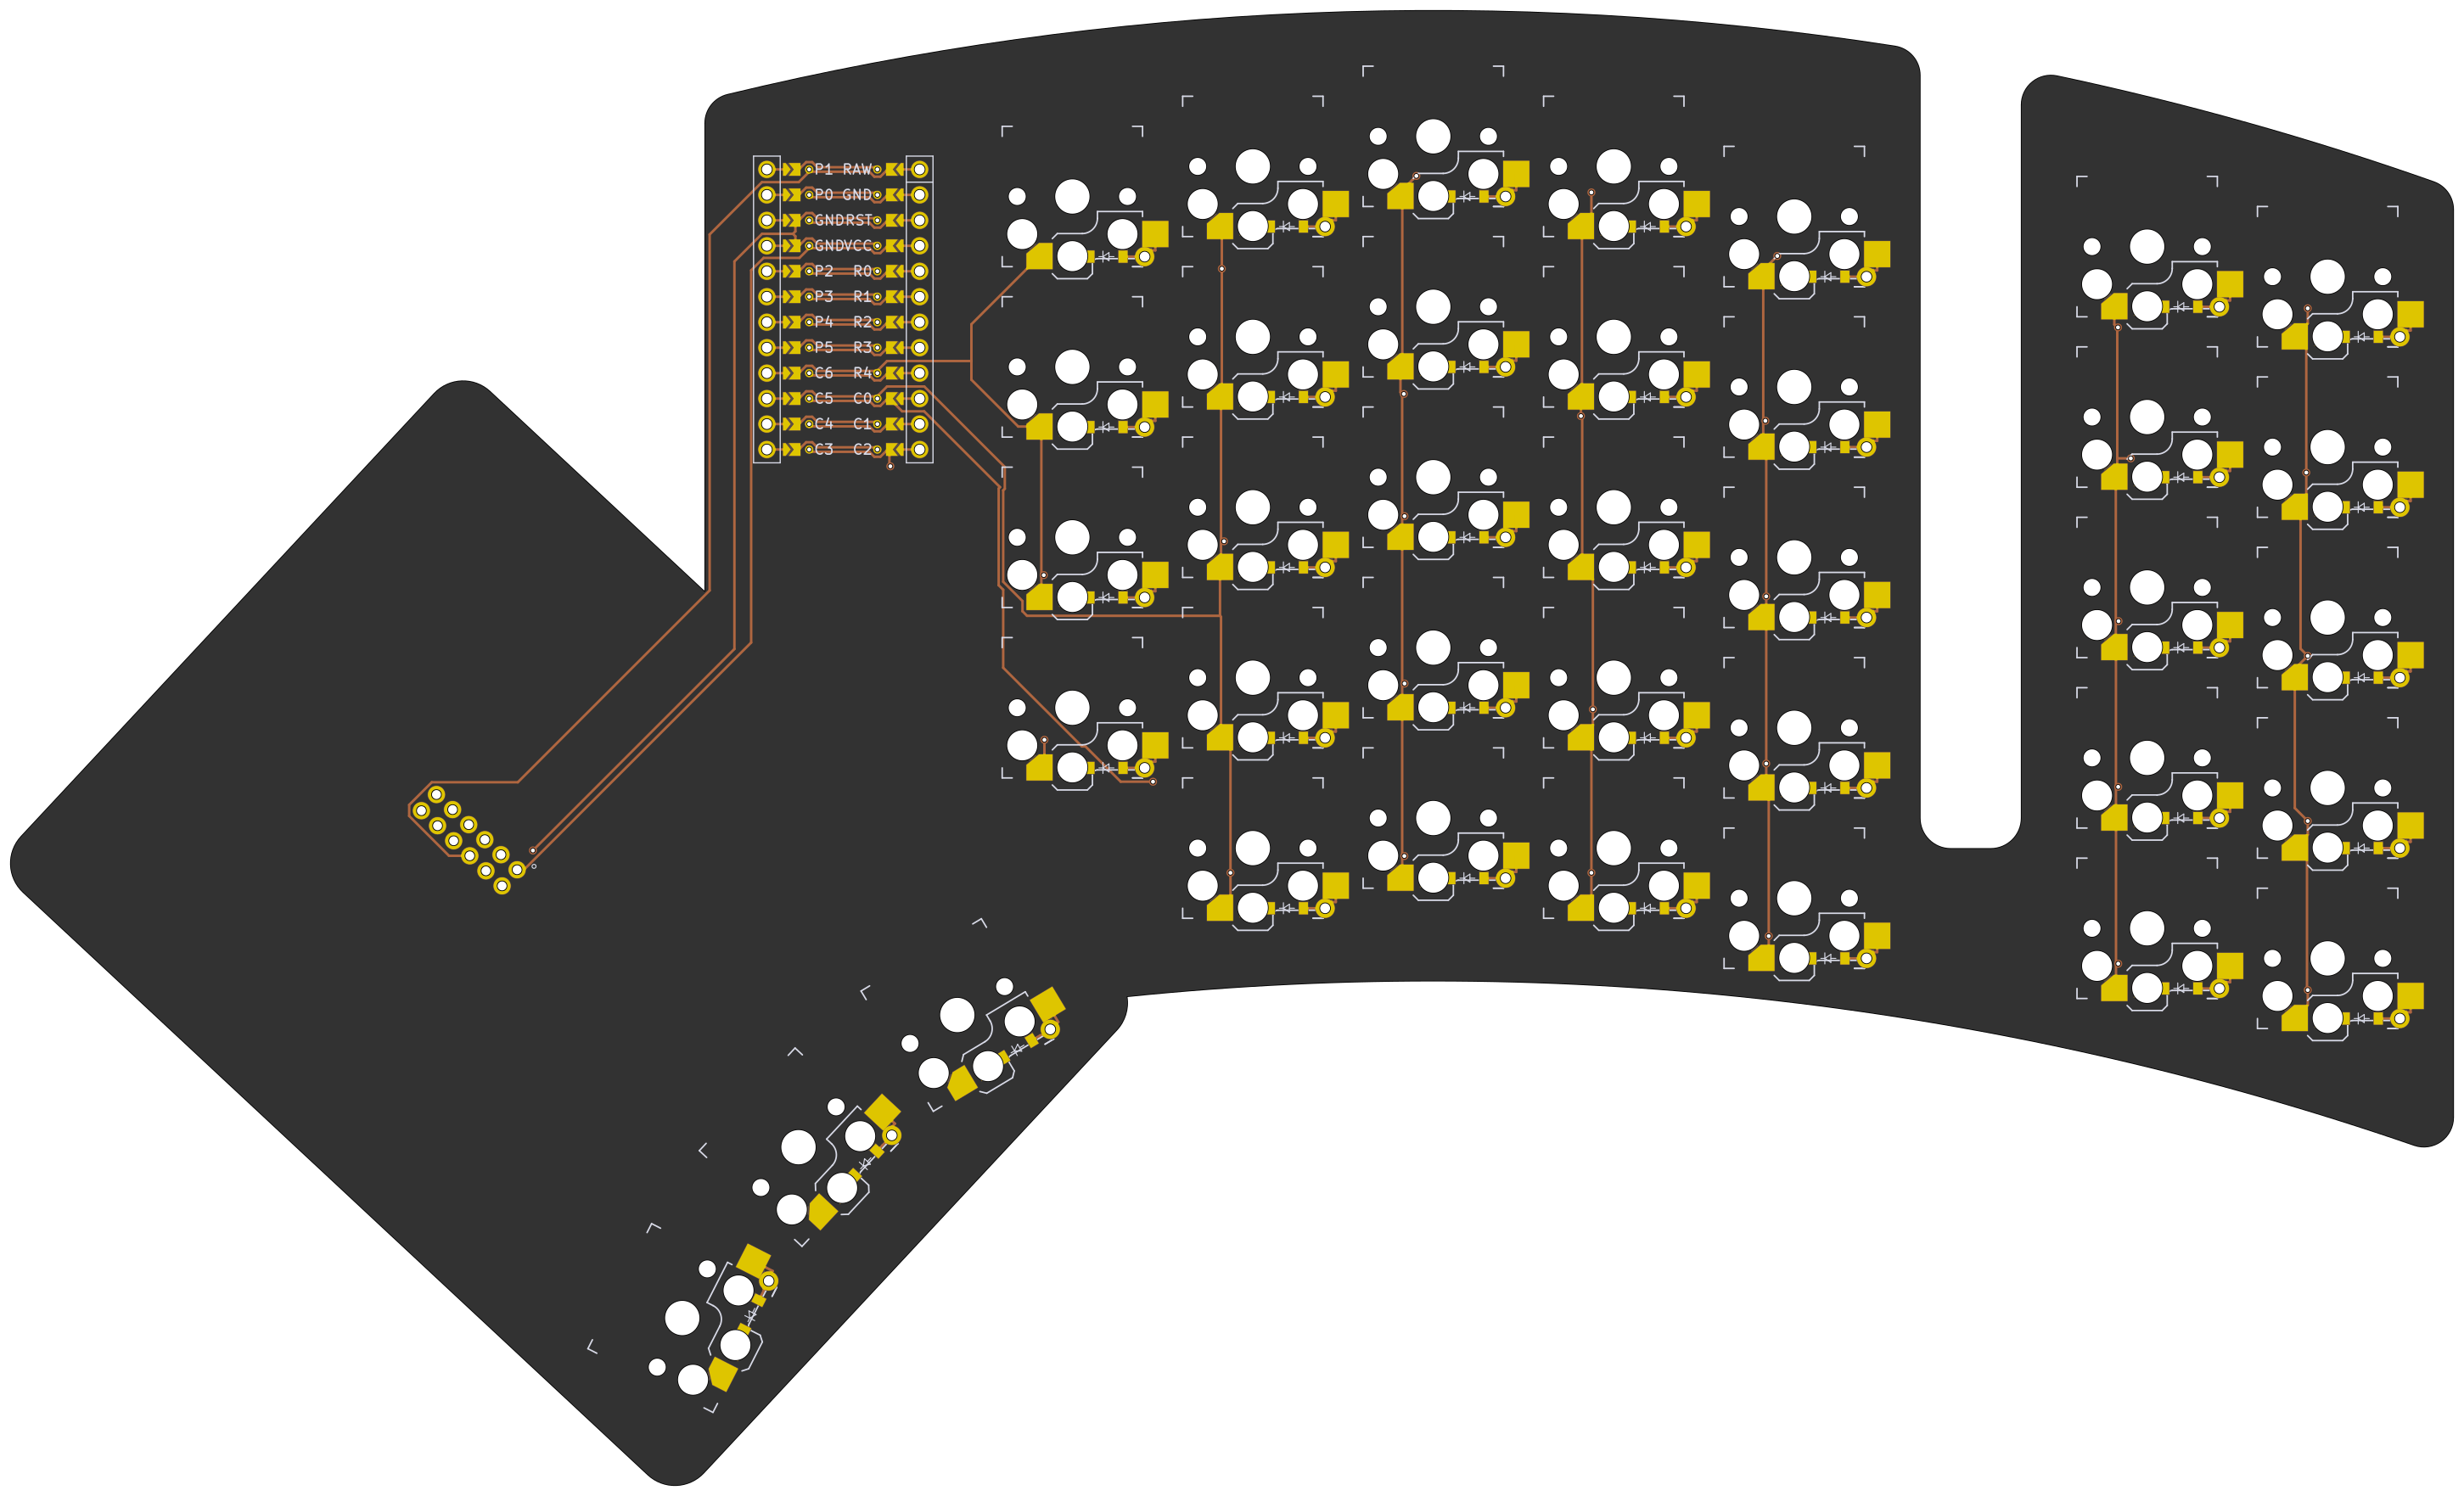 P1 RAW
P0 GND
GND RST
GND VCC
P2 R0
P3 R1
P4 R2
P5 R3
C6 R4
C5 C0
C4 C1
C3 C2